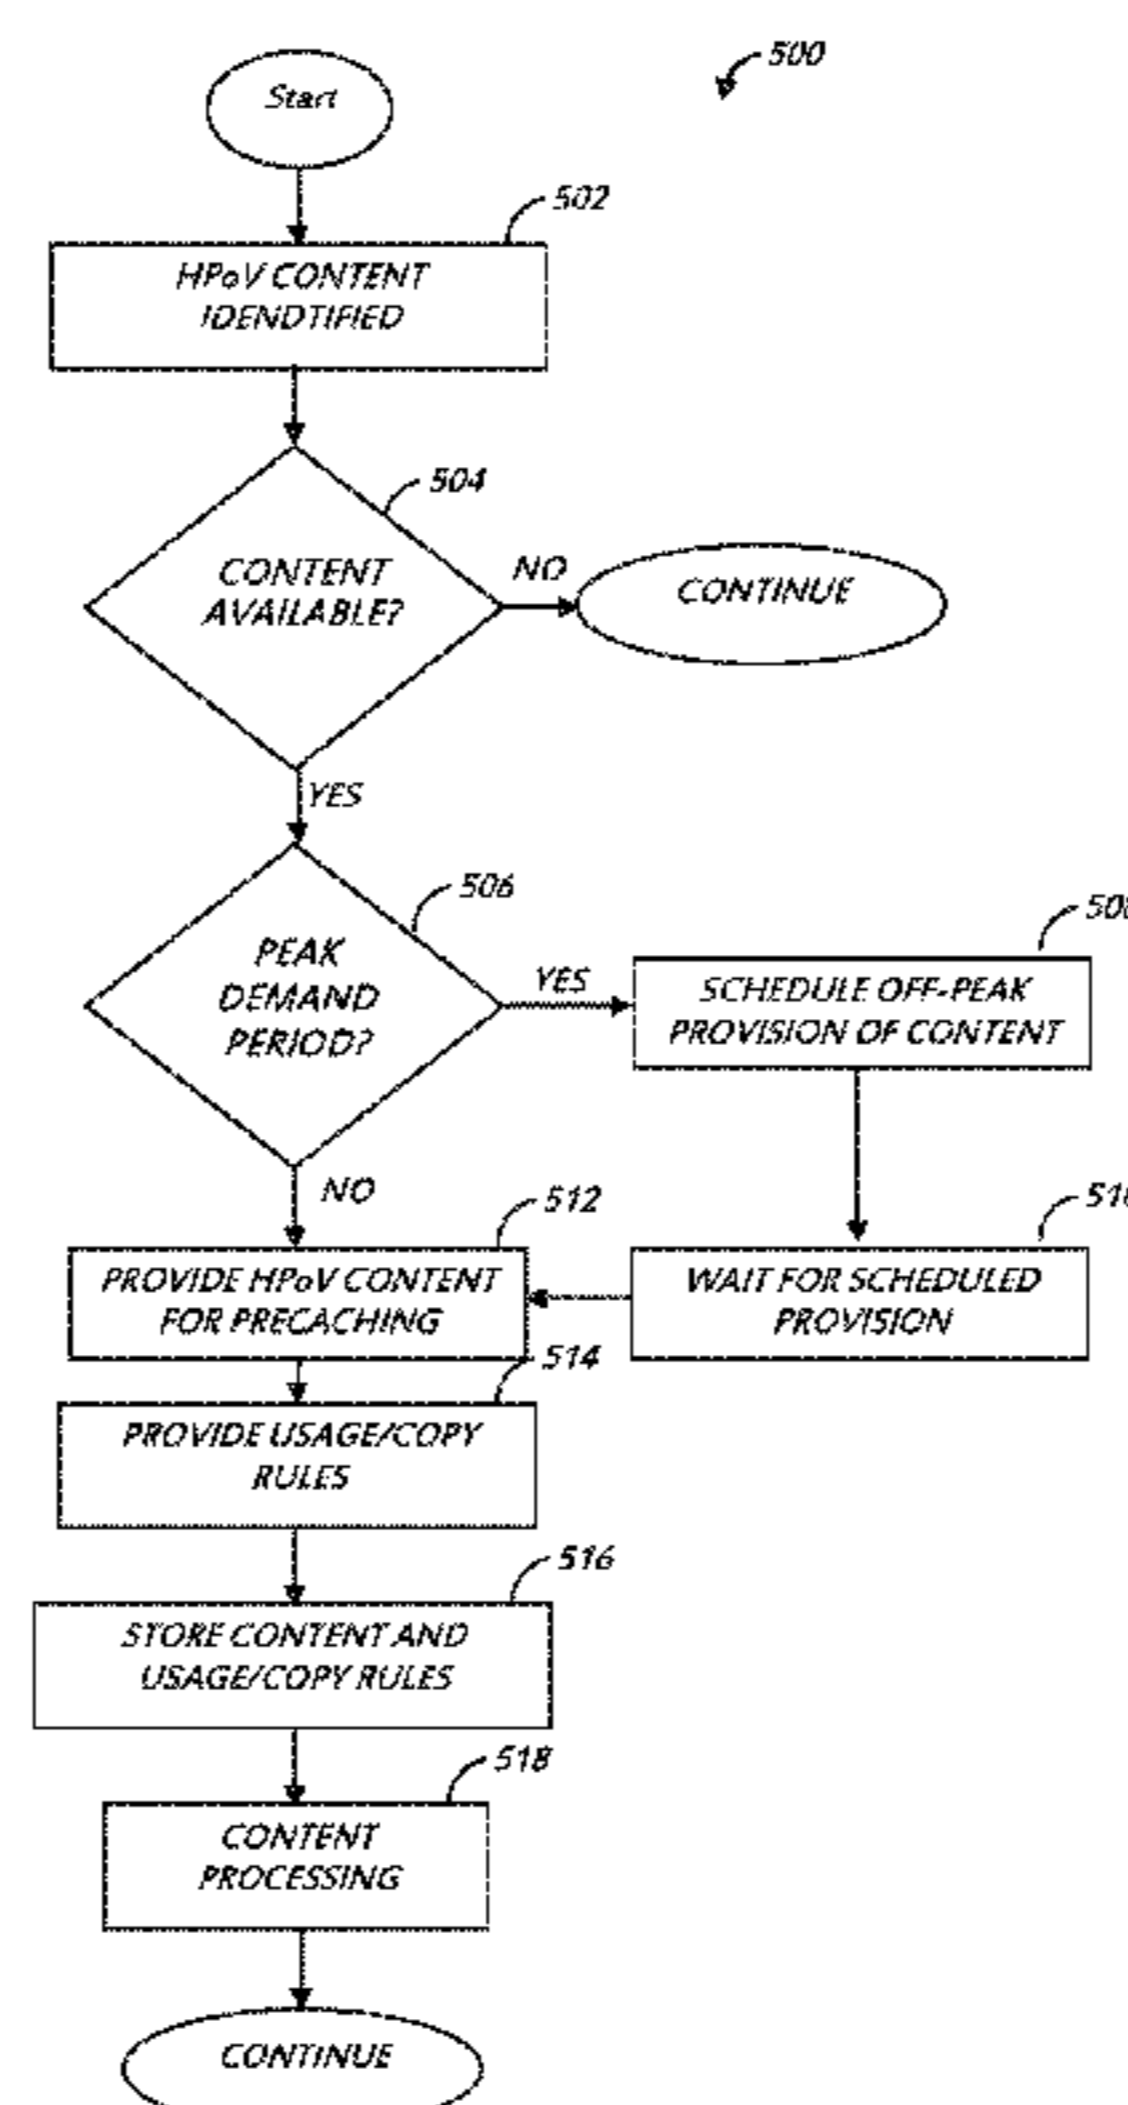 500
Start
502
HPoV CONTENT
IDENDTIFIED
504
CONTENT
AVAILABLE?
NO
CONTINUE
YES
506
PEAK
DEMAND
PERIOD?
YES
SCHEDULE OFF-PEAK
PROVISION OF CONTENT
NO
512
PROVIDE HPoV CONTENT
FOR PRECACHING
WAIT FOR SCHEDULED
PROVISION
514
PROVIDE USAGE/COPY
RULES
516
STORE CONTENT AND
USAGE/COPY RULES
518
CONTENT
PROCESSING
CONTINUE